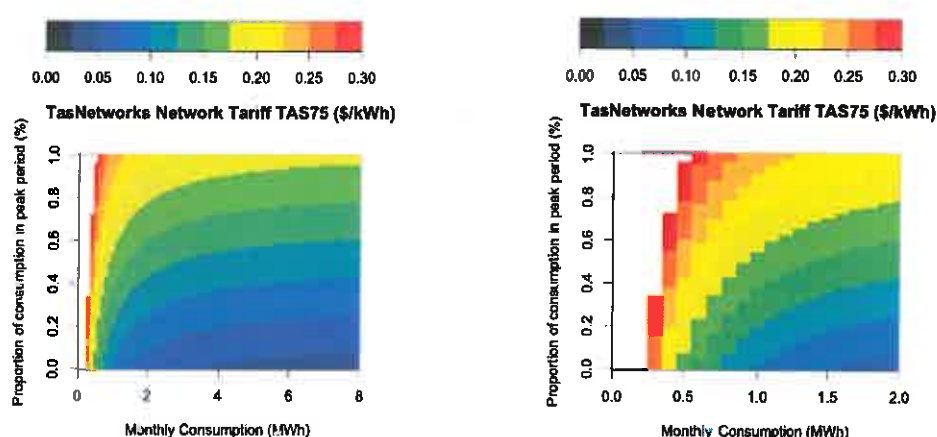 0.00 0.05 0.10 0.15 0.20 0.25 0.30
TasNetworks Network Tariff TAS75 ($/kWh)
Proportion of consumption in peak period (%)
1.0
0.8
0.6
0.4
0.2
0.0
0 2 4 6 8
Monthly Consumption (MWh)
0.00 0.05 0.10 0.15 0.20 0.25 0.30
TasNetworks Network Tariff TAS75 ($/kWh)
Proportion of consumption in peak period (%)
1.0
0.8
0.6
0.4
0.2
0.0
0.0 0.5 1.0 1.5 2.0
Monthly Consumption (MWh)